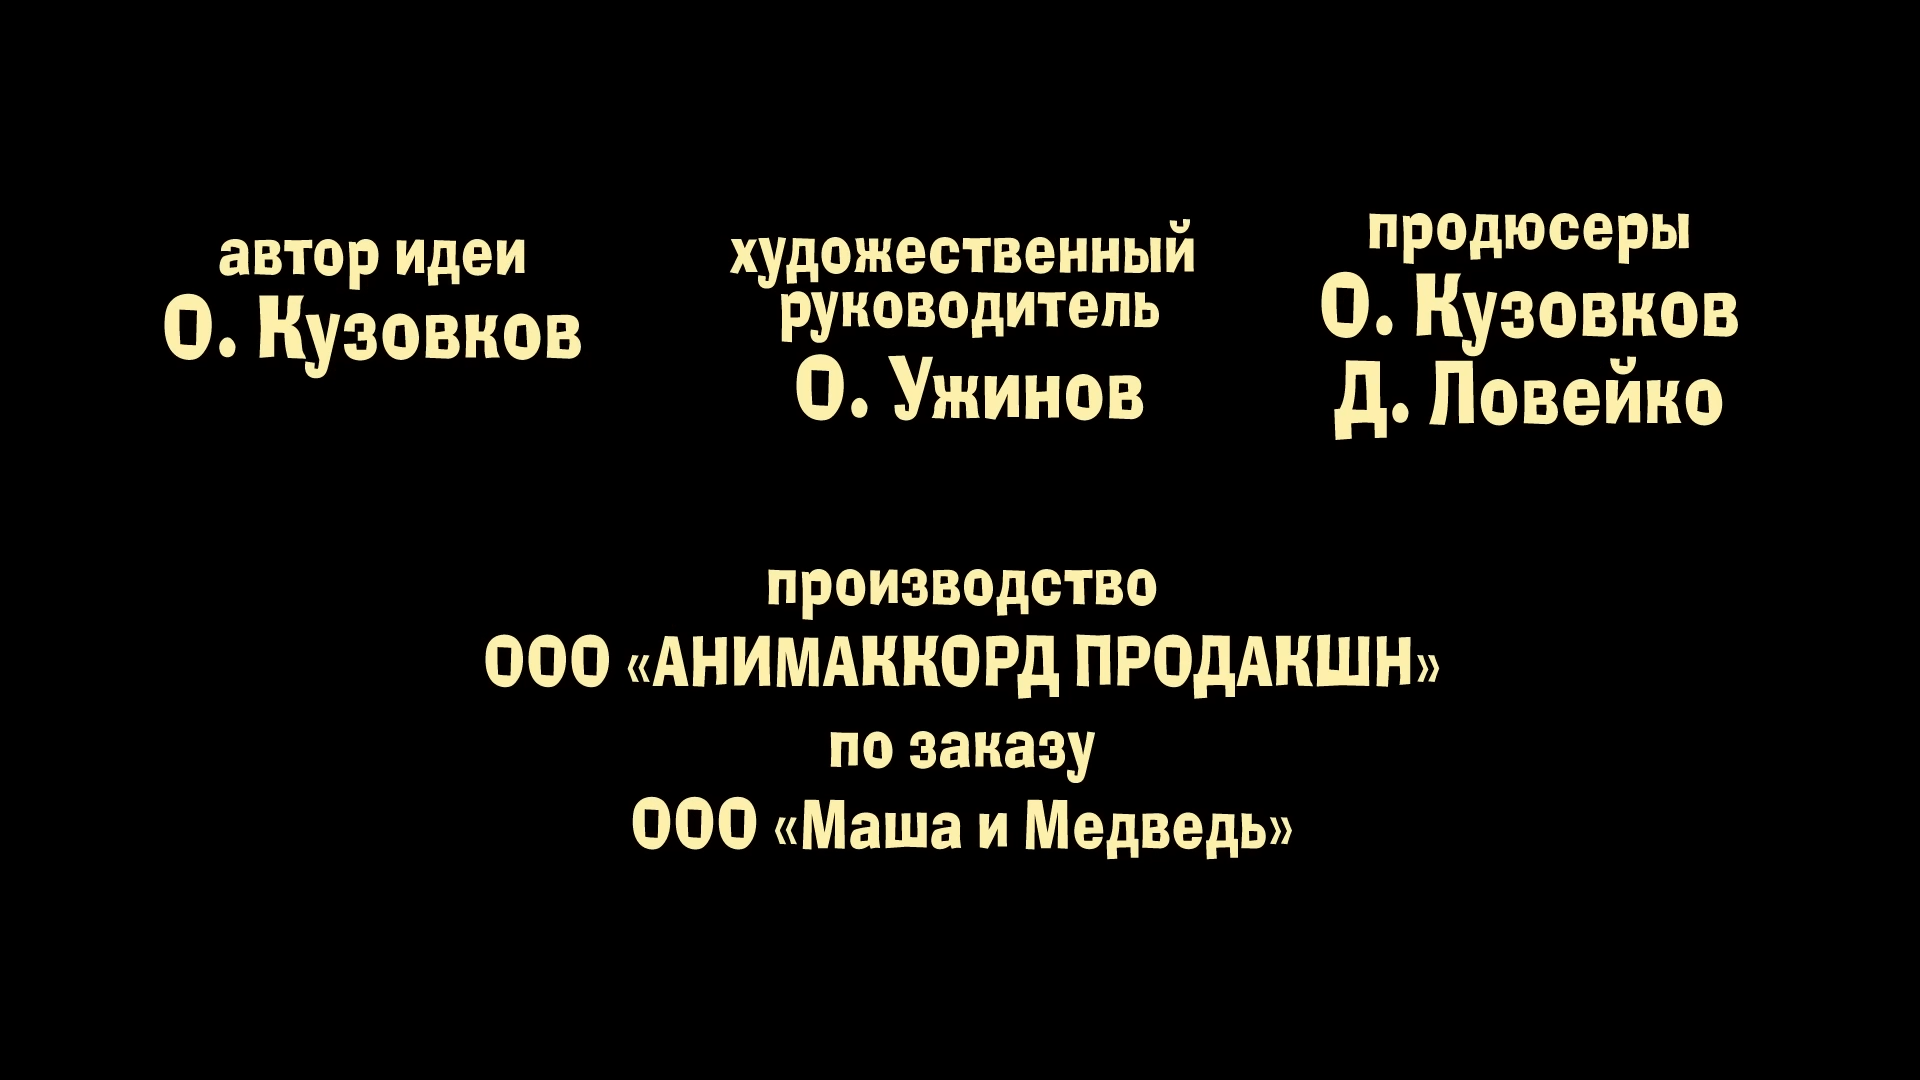 автор идеи
О. Кузовков
художественный
руководитель
О. Ужинов
продюсеры
О. Кузовков
Д. Ловейко
производство
ООО «АНИМАККОРД ПРОДАКШН»
по заказу
ООО «Маша и Медведь»